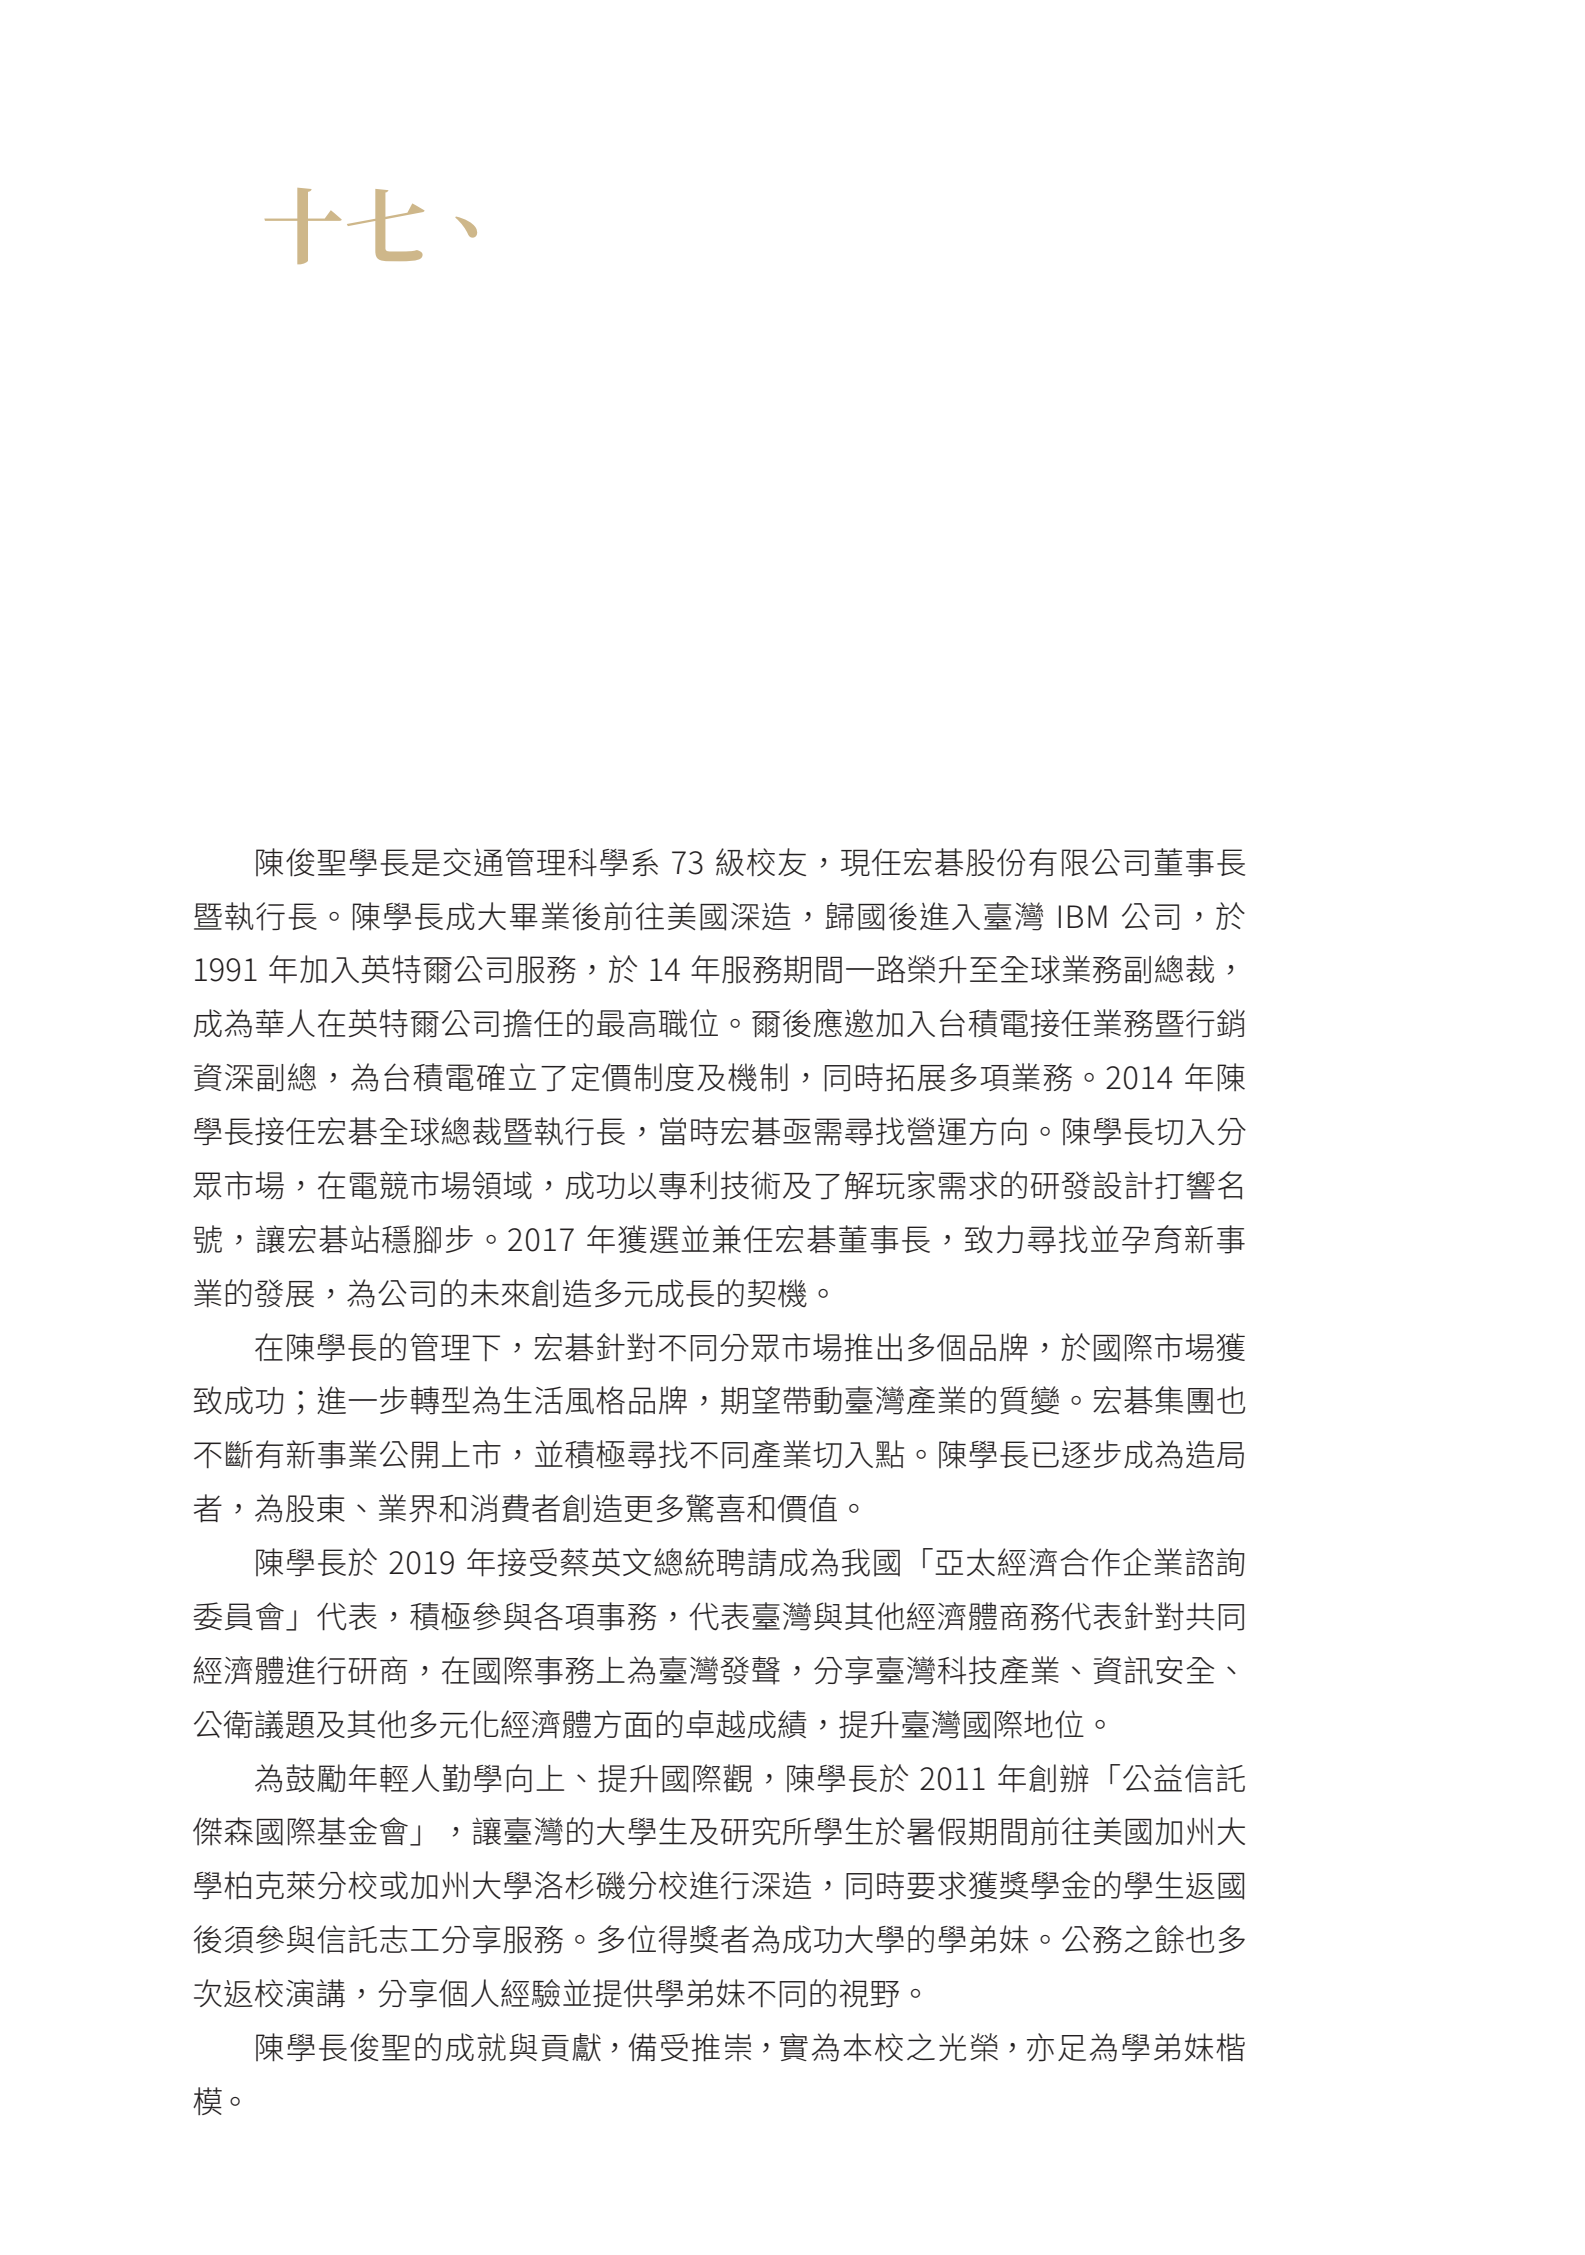 十七、
陳俊聖學長是交通管理科學系 73 級校友，現任宏碁股份有限公司董事長
暨執行長。陳學長成大畢業後前往美國深造，歸國後進入臺灣 IBM 公司，於
1991 年加入英特爾公司服務，於 14 年服務期間一路榮升至全球業務副總裁，
成為華人在英特爾公司擔任的最高職位。爾後應邀加入台積電接任業務暨行銷
資深副總，為台積電確立了定價制度及機制，同時拓展多項業務。2014 年陳
學長接任宏碁全球總裁暨執行長，當時宏碁亟需尋找營運方向。陳學長切入分
眾市場，在電競市場領域，成功以專利技術及了解玩家需求的研發設計打響名
號，讓宏碁站穩腳步。2017 年獲選並兼任宏碁董事長，致力尋找並孕育新事
業的發展，為公司的未來創造多元成長的契機。
在陳學長的管理下，宏碁針對不同分眾市場推出多個品牌，於國際市場獲
致成功；進一步轉型為生活風格品牌，期望帶動臺灣產業的質變。宏碁集團也
不斷有新事業公開上市，並積極尋找不同產業切入點。陳學長已逐步成為造局
者，為股東、業界和消費者創造更多驚喜和價值。
陳學長於 2019 年接受蔡英文總統聘請成為我國「亞太經濟合作企業諮詢
委員會」代表，積極參與各項事務，代表臺灣與其他經濟體商務代表針對共同
經濟體進行研商，在國際事務上為臺灣發聲，分享臺灣科技產業、資訊安全、
公衛議題及其他多元化經濟體方面的卓越成績，提升臺灣國際地位。
為鼓勵年輕人勤學向上、提升國際觀，陳學長於 2011 年創辦「公益信託
傑森國際基金會」，讓臺灣的大學生及研究所學生於暑假期間前往美國加州大
學柏克萊分校或加州大學洛杉磯分校進行深造，同時要求獲獎學金的學生返國
後須參與信託志工分享服務。多位得獎者為成功大學的學弟妹。公務之餘也多
次返校演講，分享個人經驗並提供學弟妹不同的視野。
陳學長俊聖的成就與貢獻，備受推崇，實為本校之光榮，亦足為學弟妹楷
模。